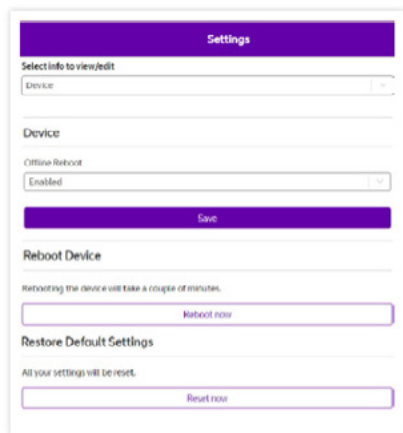 Settings
Select info to view/edit
Device
Device
Offline Reboot
Enabled
Save
Reboot Device
Rebooting the device will take a couple of minutes.
Reboot now
Restore Default Settings
All your settings will be reset.
Reset now